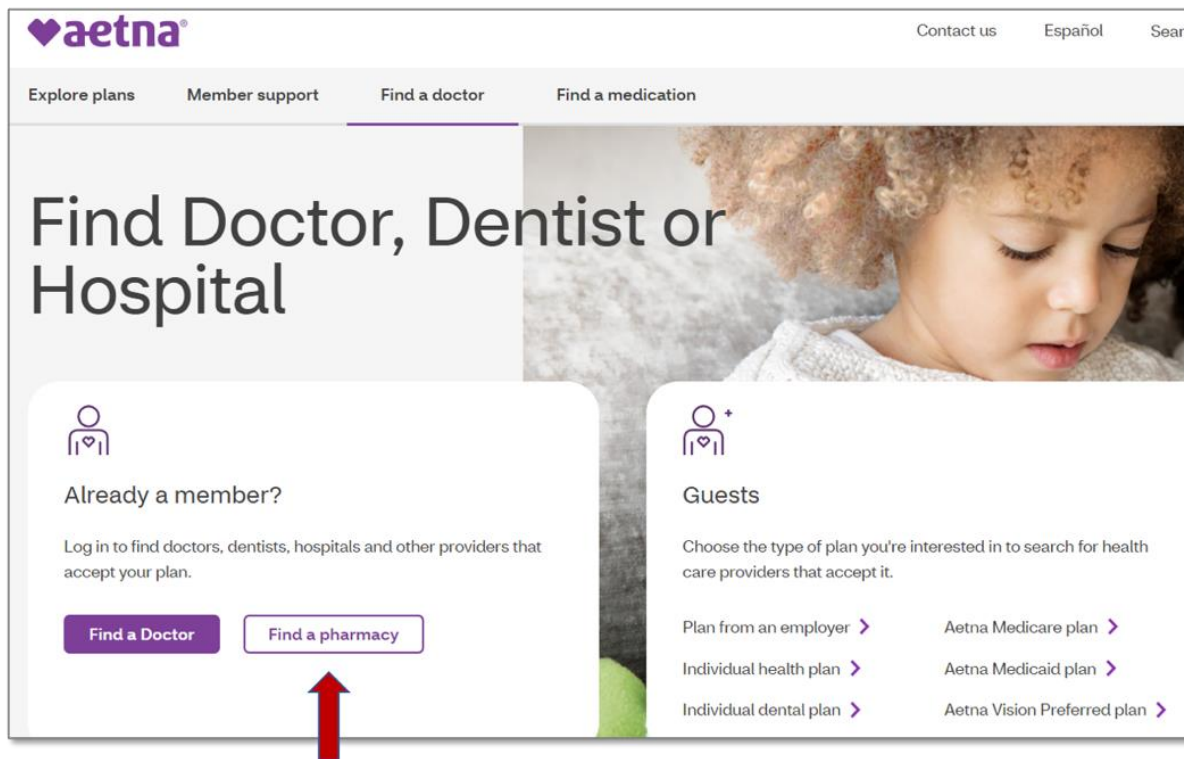 aetna®
Contact us Español Sear
Explore plans Member support Find a doctor Find a medication
Find Doctor, Dentist or
Hospital
Already a member?
Log in to find doctors, dentists, hospitals and other providers that
accept your plan.
Find a Doctor Find a pharmacy
Guests
Choose the type of plan you're interested in to search for health
care providers that accept it.
Plan from an employer Aetna Medicare plan
Individual health plan Aetna Medicaid plan
Individual dental plan Aetna Vision Preferred plan